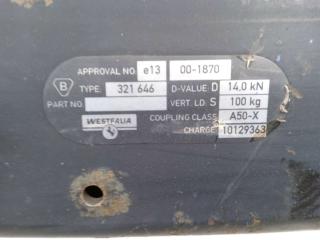 APPROVAL NO. e13 00-1870
B TYPE. 321 646 D-VALUE D 14,0 kN
PART NO. VERT. LD. S 100 kg
WESTFALIA COUPLING CLASS A50-X
CHARGE 10129363